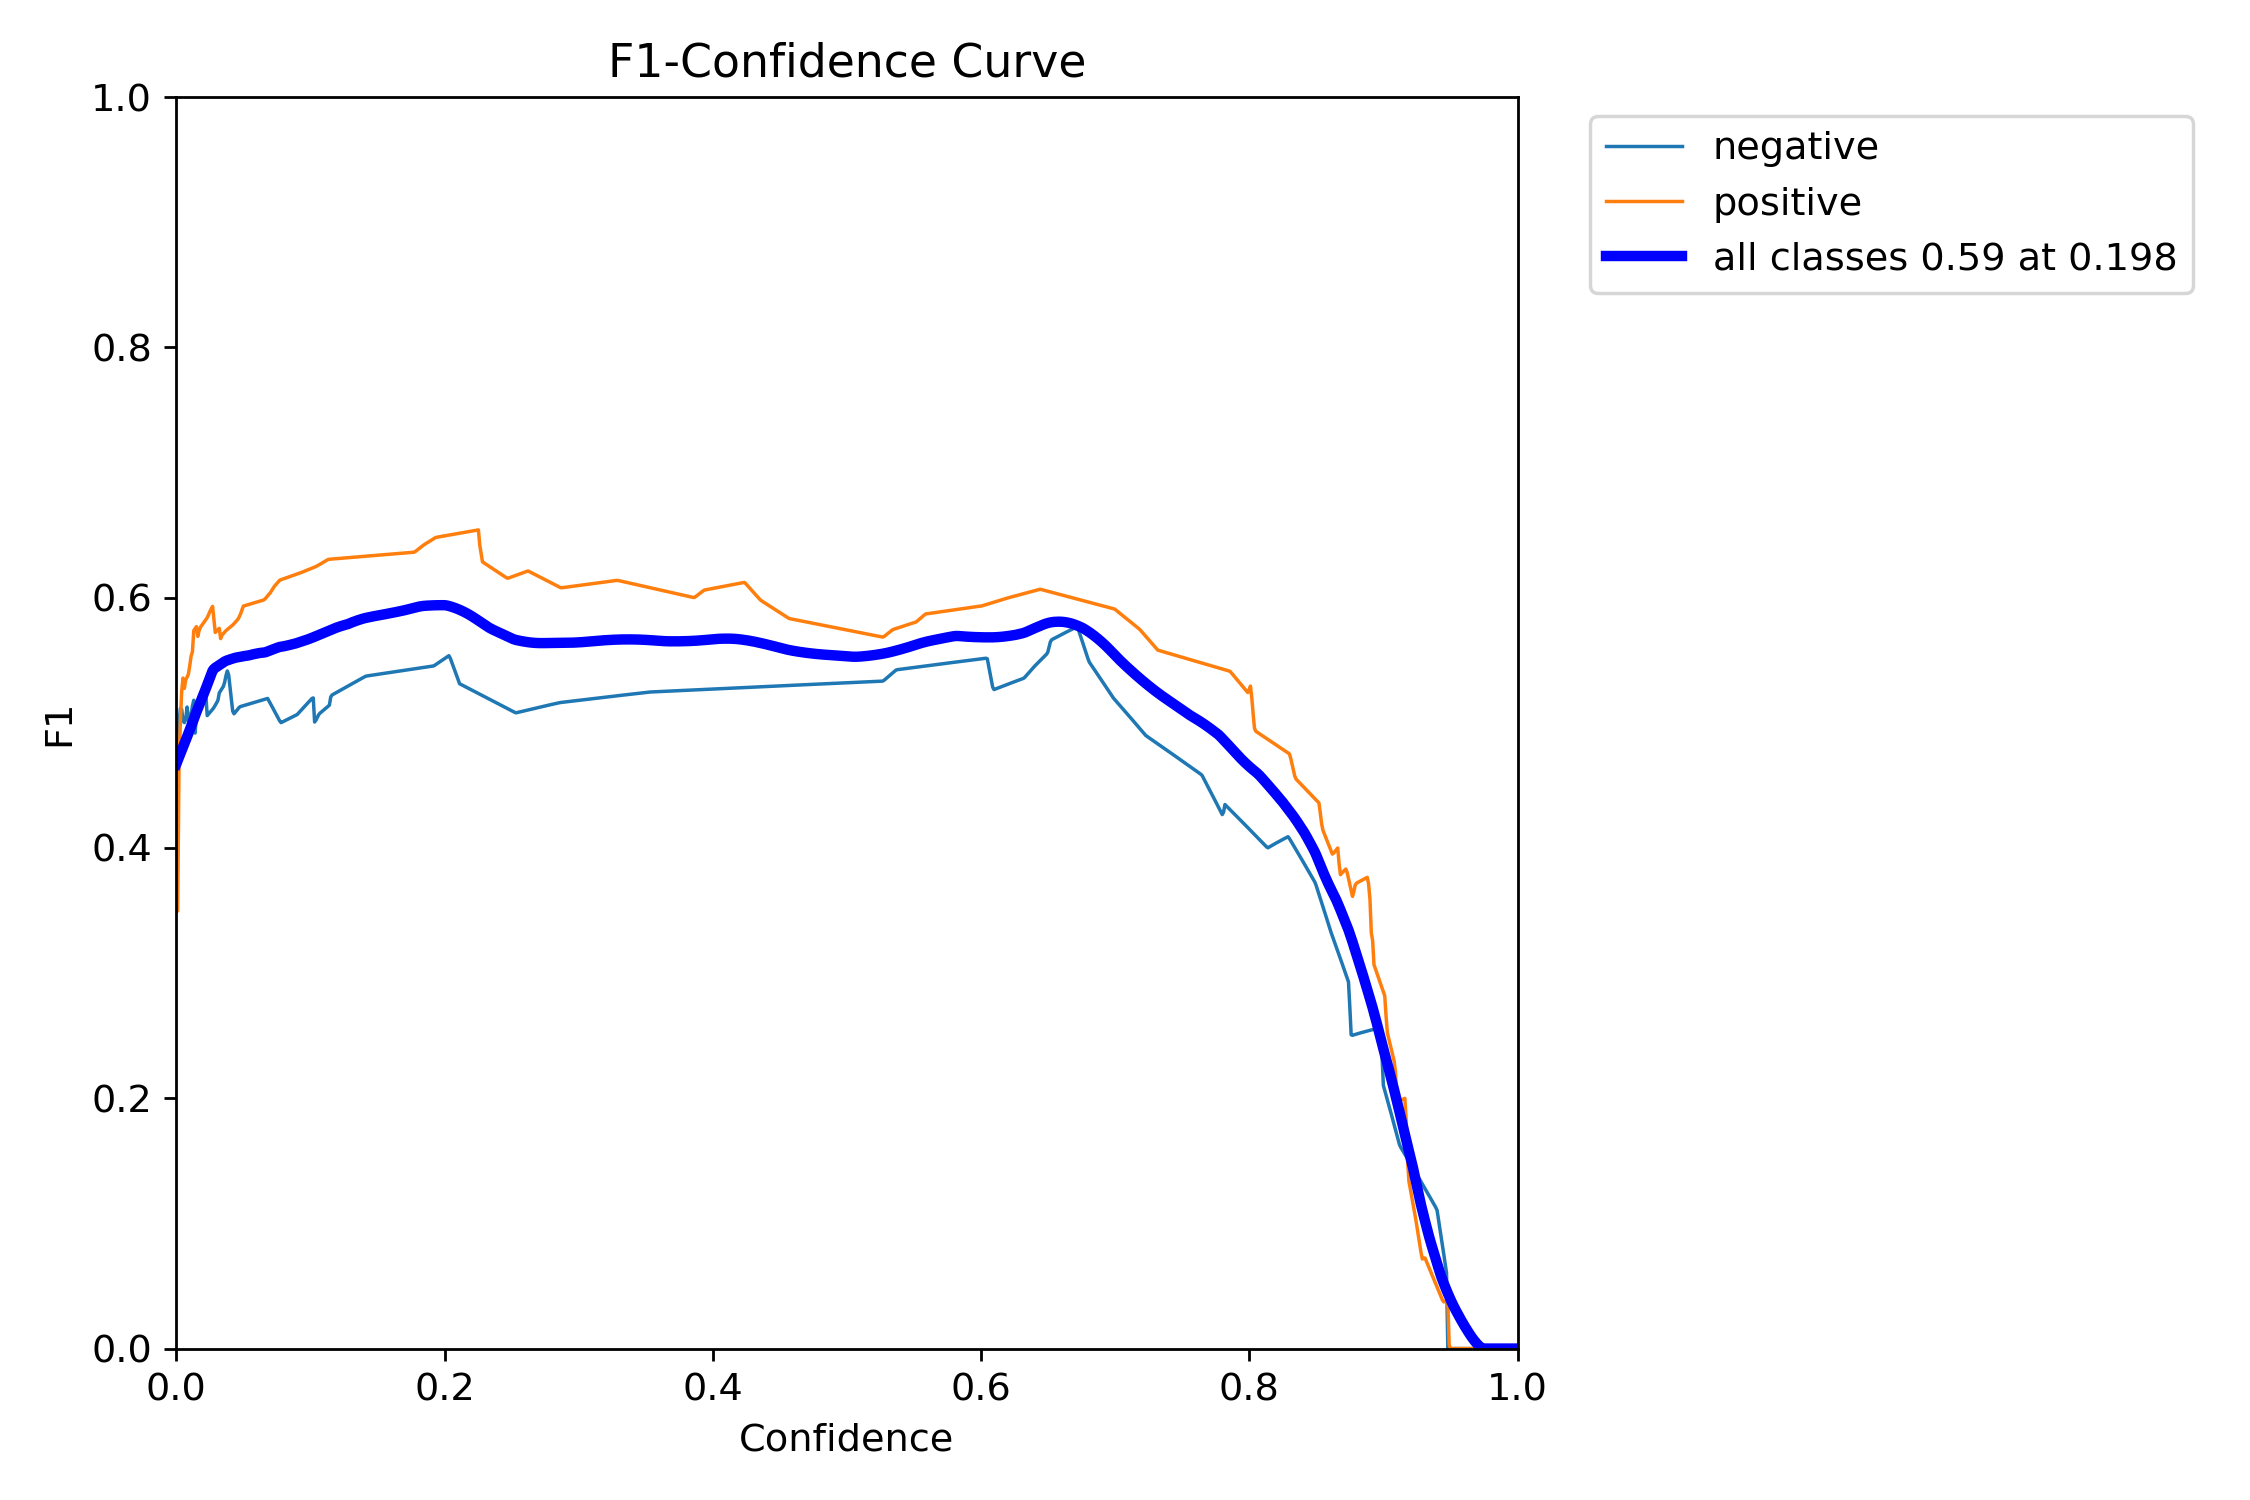 F1-Confidence Curve
1.0
0.8
0.6
0.4
0.2
0.0
F1
0.0 0.2 0.4 0.6 0.8 1.0
Confidence
negative
positive
all classes 0.59 at 0.198